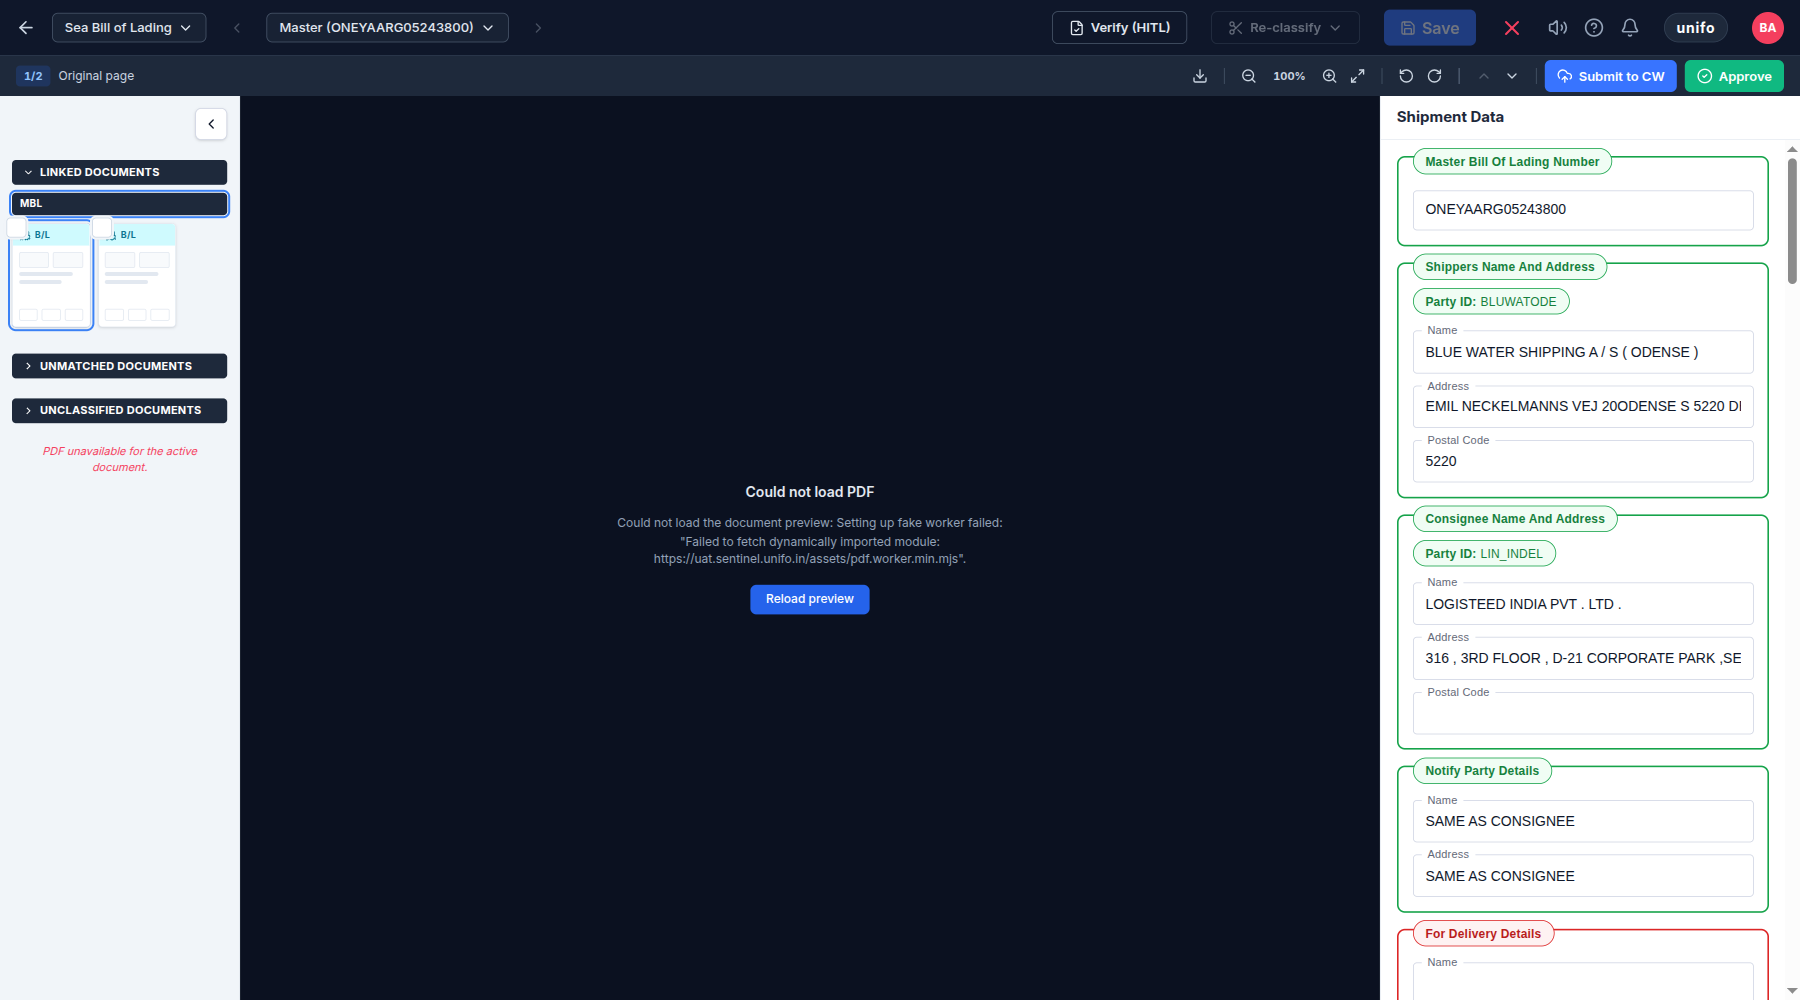 Sea Bill of Lading
Master (ONEYAARG05243800)
Verify (HITL)
Re-classify
Save
unifo
BA
1/2
Original page
100%
Submit to CW
Approve
LINKED DOCUMENTS
MBL
B/L
B/L
UNMATCHED DOCUMENTS
UNCLASSIFIED DOCUMENTS
PDF unavailable for the active
document.
Could not load PDF
Could not load the document preview: Setting up fake worker failed:
"Failed to fetch dynamically imported module:
https://uat.sentinel.unifo.in/assets/pdf.worker.min.mjs".
Reload preview
Shipment Data
Master Bill Of Lading Number
ONEYAARG05243800
Shippers Name And Address
Party ID: BLUWATODE
Name
BLUE WATER SHIPPING A / S ( ODENSE )
Address
EMIL NECKELMANNS VEJ 20ODENSE S 5220 
Postal Code
5220
Consignee Name And Address
Party ID: LIN_INDEL
Name
LOGISTEED INDIA PVT . LTD .
Address
316 , 3RD FLOOR , D-21 CORPORATE PARK ,SE
Postal Code
Notify Party Details
Name
SAME AS CONSIGNEE
Address
SAME AS CONSIGNEE
For Delivery Details
Name